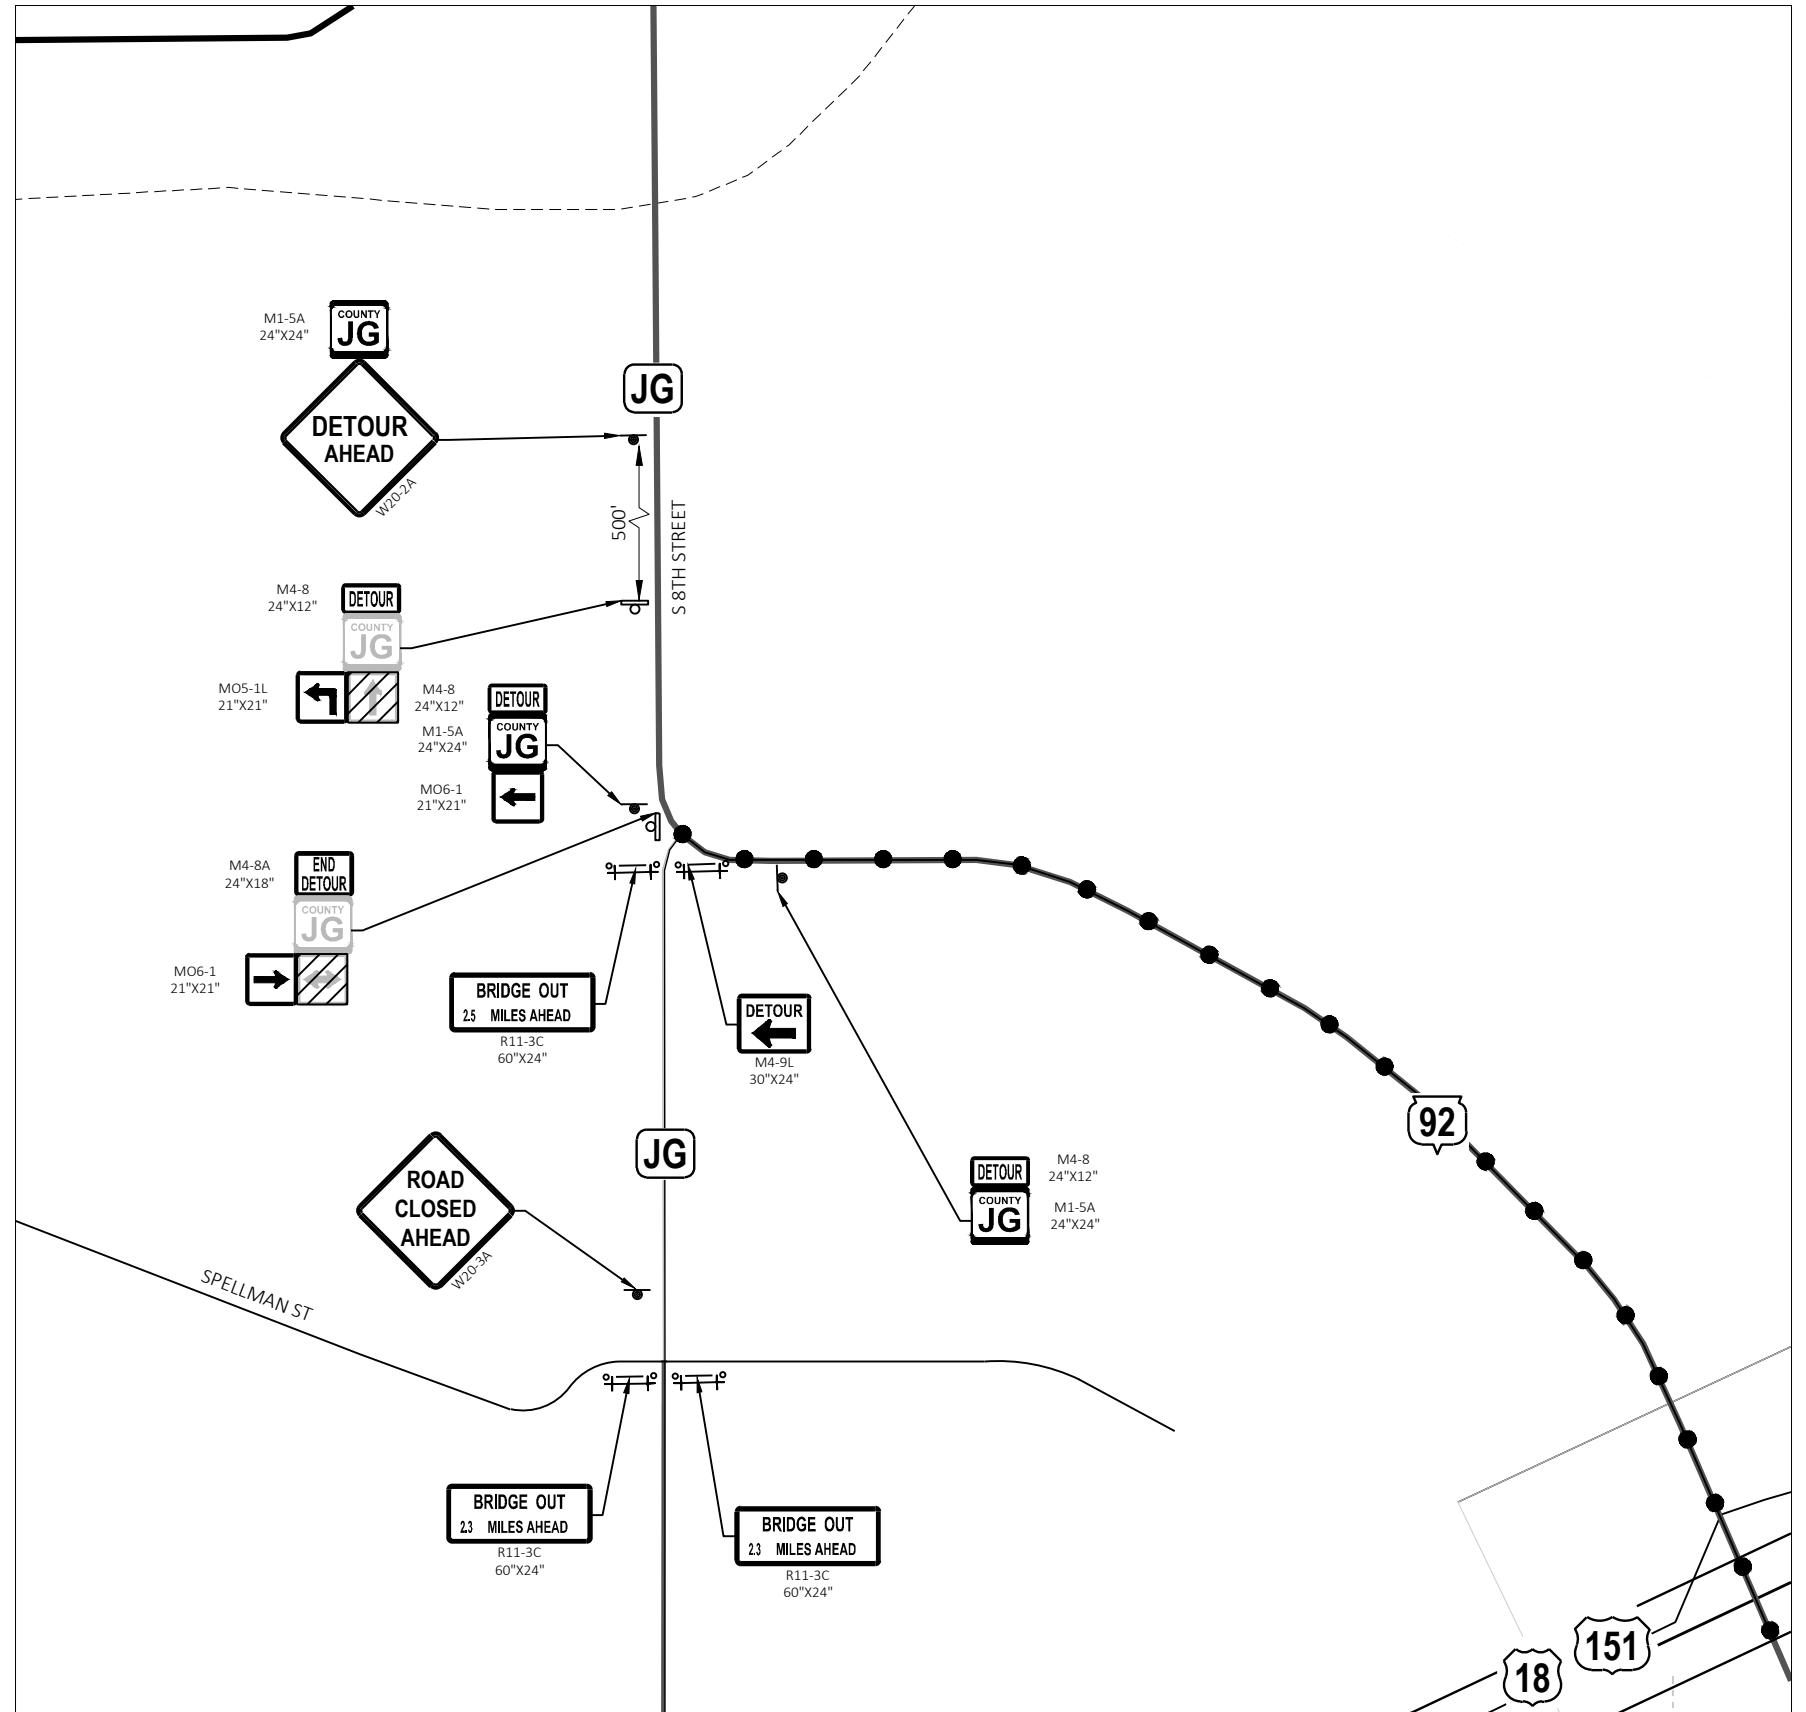 M1-5A
24"X24"
COUNTY
JG
DETOUR
AHEAD
W20-2A
JG
500'
S 8TH STREET
M4-8
24"X12"
DETOUR
COUNTY
JG
MO5-1L
21"X21"
M4-8
24"X12"
DETOUR
M1-5A
24"X24"
COUNTY
JG
MO6-1
21"X21"
M4-8A
24"X18"
END
DETOUR
COUNTY
JG
MO6-1
21"X21"
BRIDGE OUT
2.5 MILES AHEAD
R11-3C
60"X24"
DETOUR
M4-9L
30"X24"
92
JG
DETOUR
M4-8
24"X12"
COUNTY
JG
M1-5A
24"X24"
ROAD
CLOSED
AHEAD
W20-3A
SPELLMAN ST
BRIDGE OUT
2.3 MILES AHEAD
R11-3C
60"X24"
BRIDGE OUT
2.3 MILES AHEAD
R11-3C
60"X24"
151
18